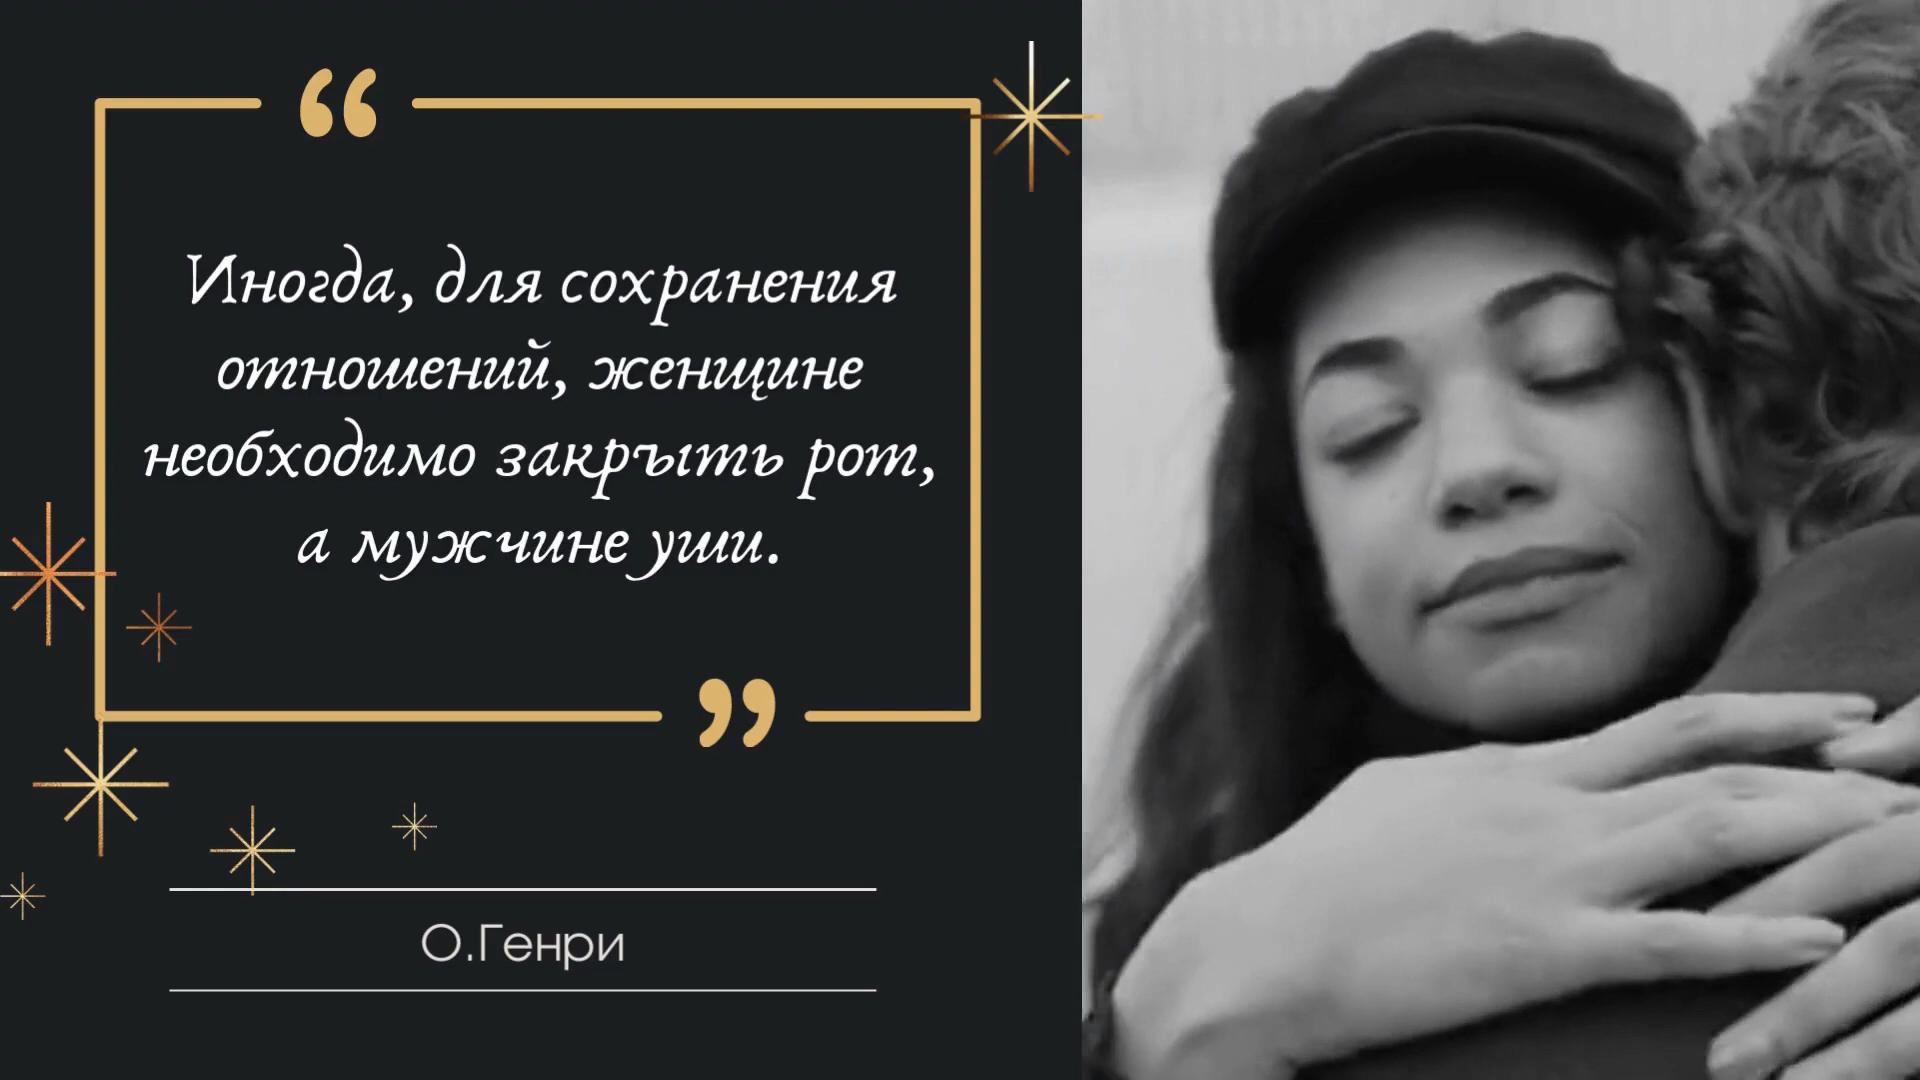 “
Иногда, для сохранения
отношений, женщине
необходимо закрыть рот,
а мужчине уши.
”
О.Генри